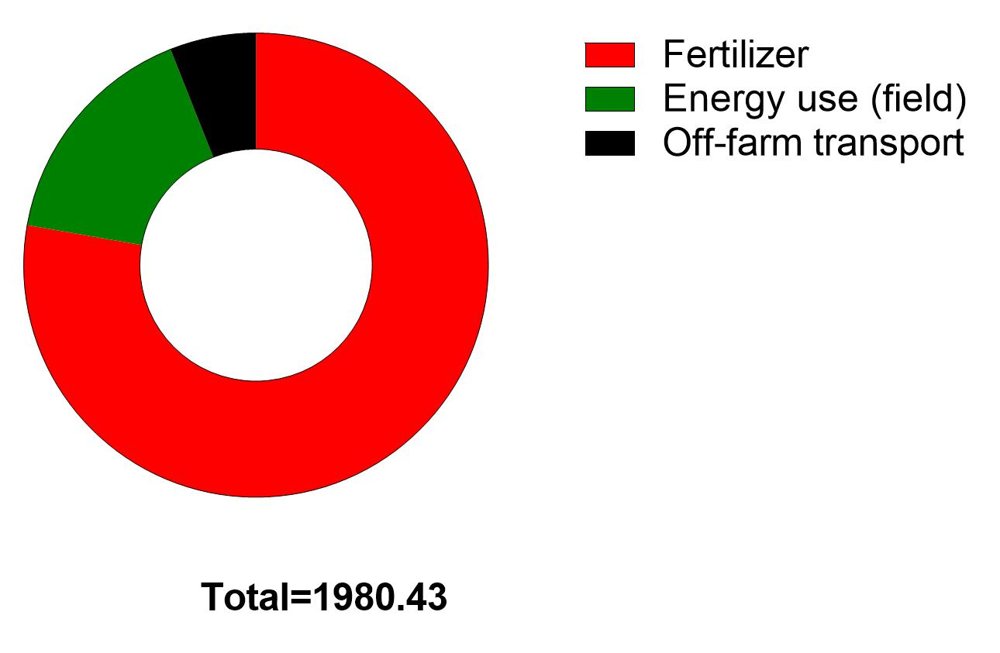 Fertilizer
Energy use (field)
Off-farm transport
Total=1980.43